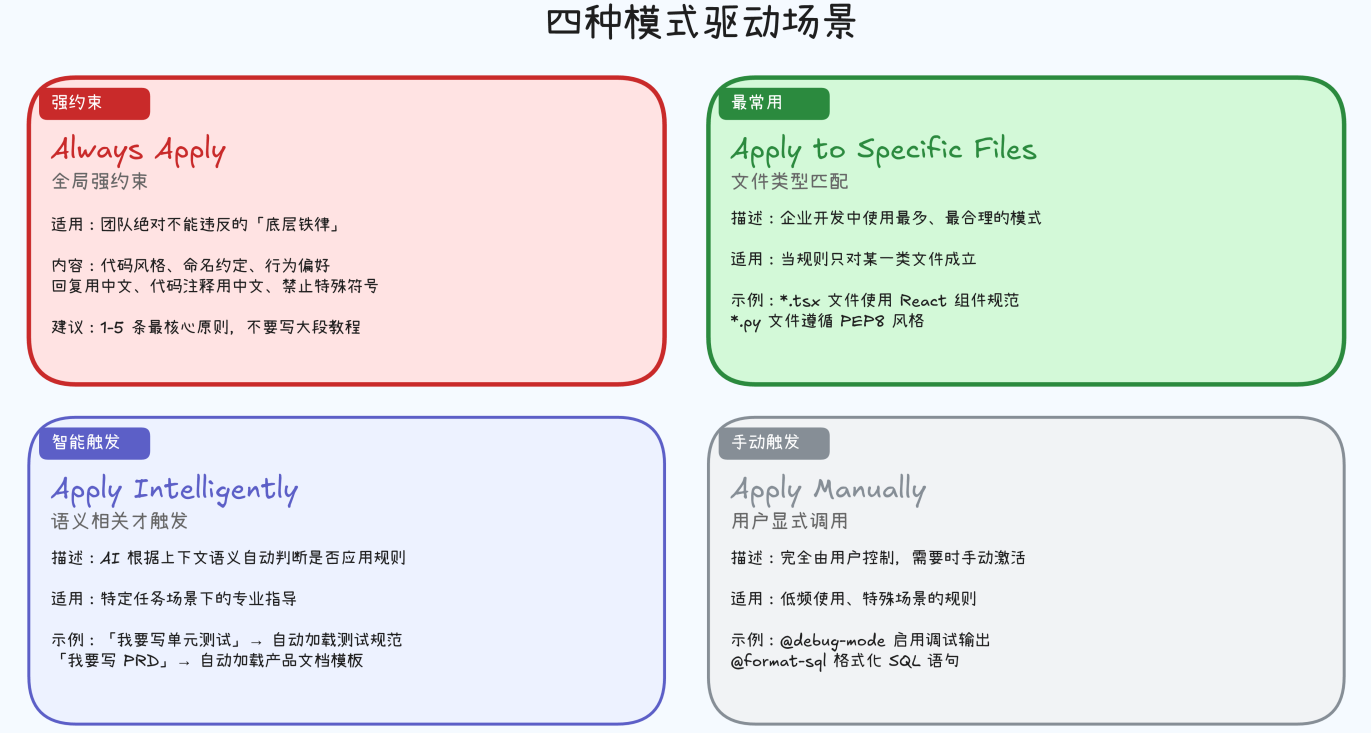 四种模式驱动场景
强约束
Always Apply
全局强约束
适用：团队绝对不能违反的「底层铁律」
内容：代码风格、命名约定、行为偏好
回复用中文、代码注释用中文、禁止特殊符号
建议：1-5 条最核心原则，不要写大段教程
最常用
Apply to Specific Files
文件类型匹配
描述：企业开发中使用最多、最合理的模式
适用：当规则只对某一类文件成立
示例：*.tsx 文件使用 React 组件规范
*.py 文件遵循 PEP8 风格
智能触发
Apply Intelligently
语义相关才触发
描述：AI 根据上下文语义自动判断是否应用规则
适用：特定任务场景下的专业指导
示例：「我要写单元测试」→ 自动加载测试规范
「我要写 PRD」→ 自动加载产品文档模板
手动触发
Apply Manually
用户显式调用
描述：完全由用户控制，需要时手动激活
适用：低频使用、特殊场景的规则
示例：@debug-mode 启用调试输出
@format-sql 格式化 SQL 语句